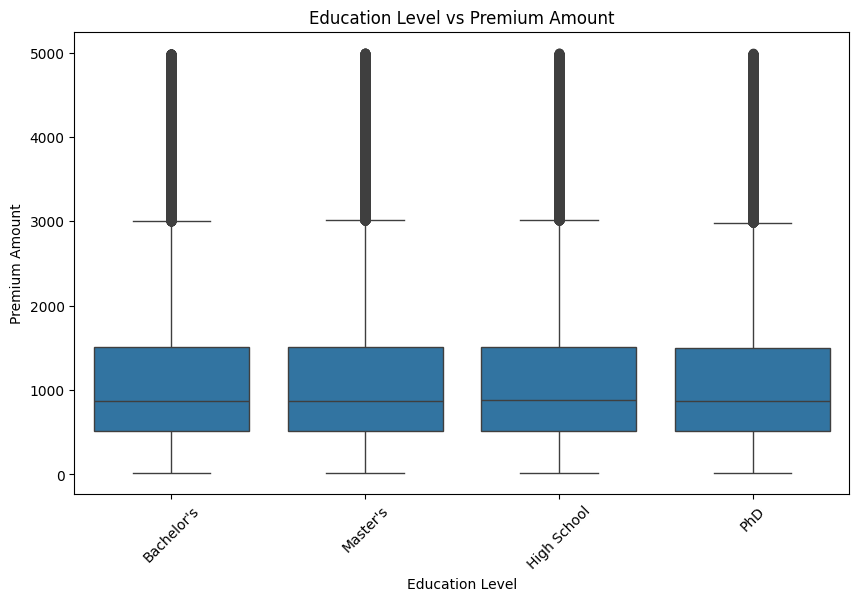 Education Level vs Premium Amount
5000
4000
3000
2000
1000
0
Premium Amount
Bachelor's
Master's
High School
PhD
Education Level